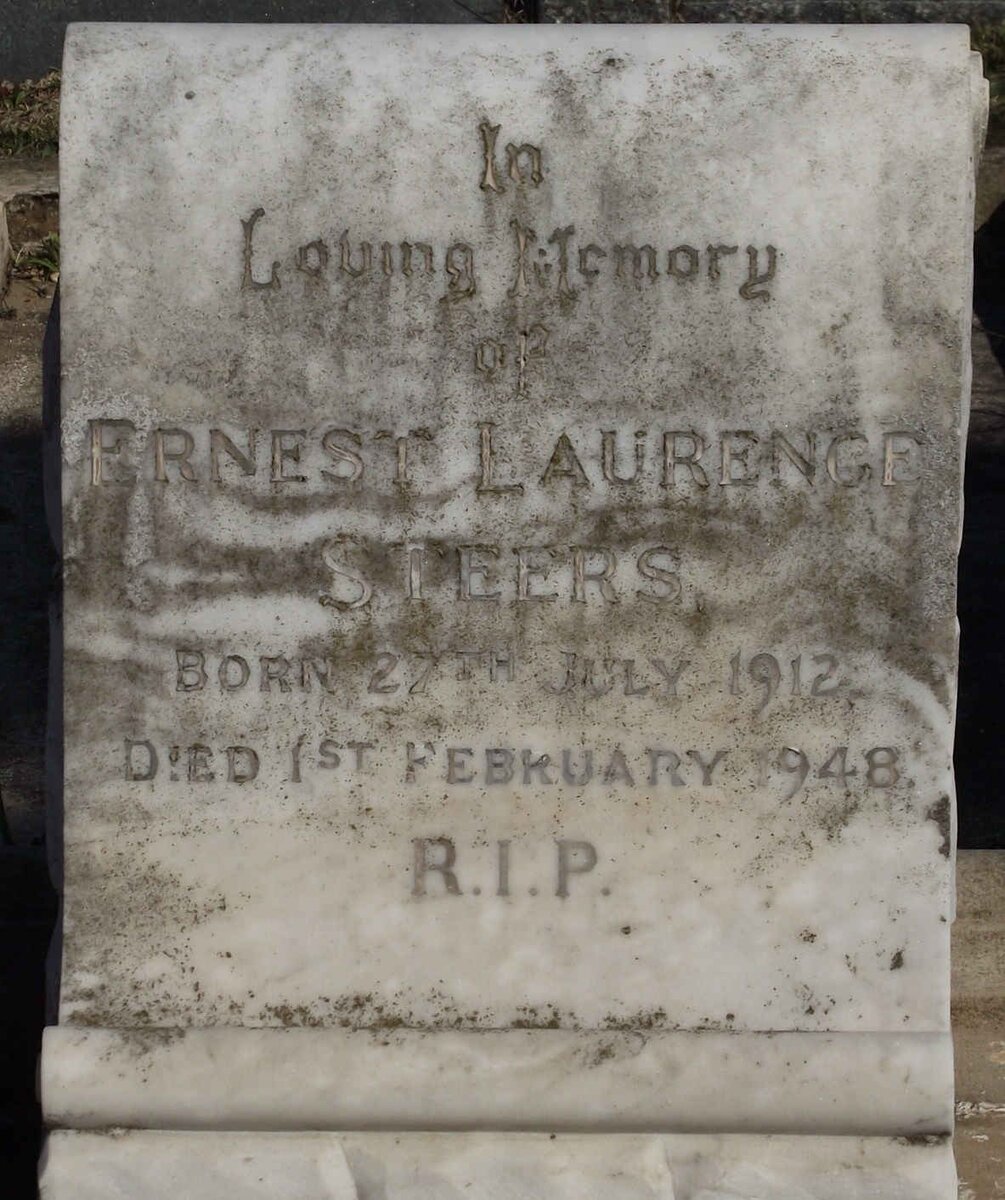 In
Loving Memory
of
ERNEST LAURENCE
STEERS
BORN 27TH JULY 1912
DIED 1ST FEBRUARY 1948
R.I.P.